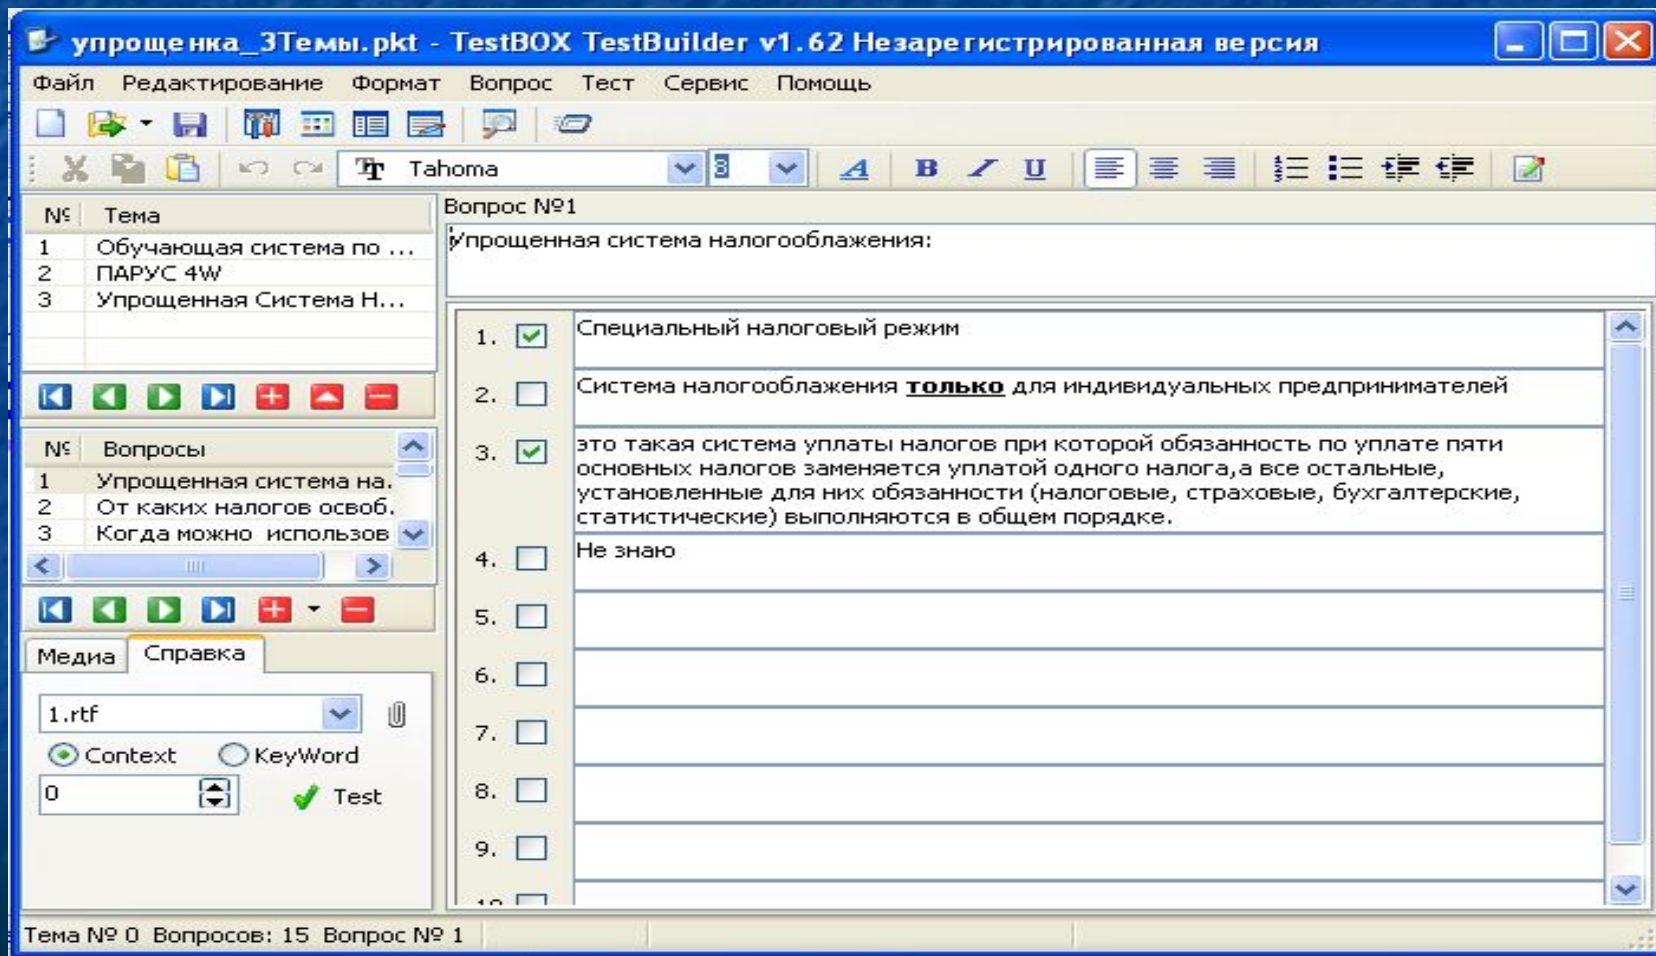 упрощенка_3Темы.pkt - TestBOX TestBuilder v1.62 Незарегистрированная версия
Файл Редактирование Формат Вопрос Тест Сервис Помощь
Tahoma 3 A B I U
№ Тема
1 Обучающая система по ...
2 ПАРУС 4W
3 Упрощенная Система Н...
№ Вопросы
1 Упрощенная система на.
2 От каких налогов освоб.
3 Когда можно использов
Медиа Справка
1.rtf
Context KeyWord
0 Test
Вопрос №1
Упрощенная система налогооблажения:
1. Специальный налоговый режим
2. Система налогооблажения только для индивидуальных предпринимателей
3. это такая система уплаты налогов при которой обязанность по уплате пяти
основных налогов заменяется уплатой одного налога,а все остальные,
установленные для них обязанности (налоговые, страховые, бухгалтерские,
статистические) выполняются в общем порядке.
4. Не знаю
5.
6.
7.
8.
9.
10
Тема № 0 Вопросов: 15 Вопрос № 1